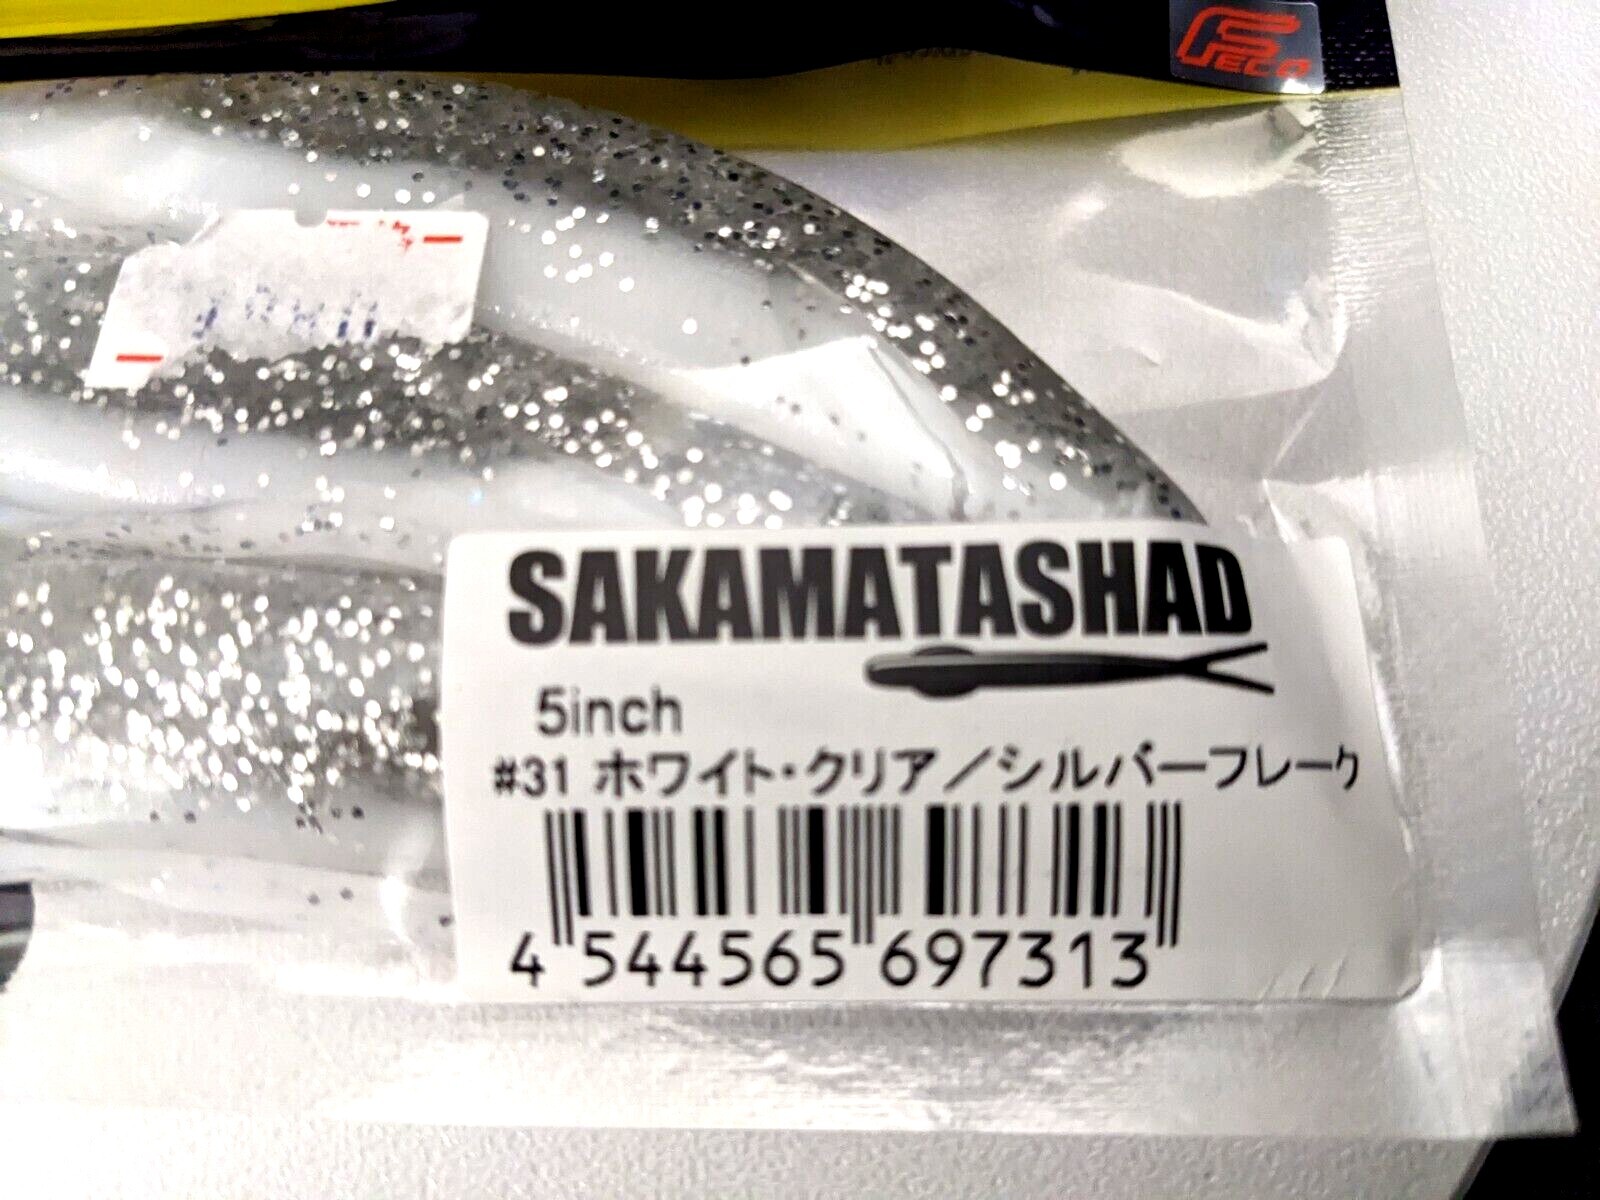 FECO
SAKAMATASHAD
5inch
#31 ホワイト・クリア／シルバーフレーク
4 544565 697313